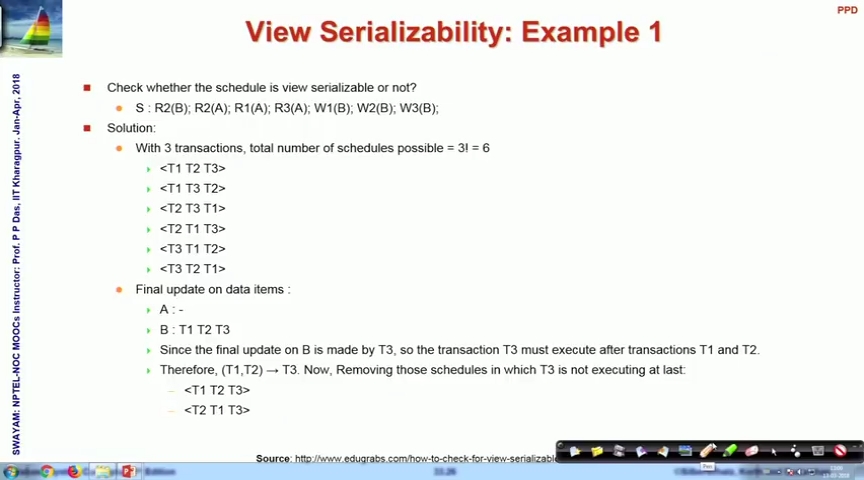 PPD
View Serializability: Example 1
Check whether the schedule is view serializable or not?
S : R2(B); R2(A); R1(A); R3(A); W1(B); W2(B); W3(B);
Solution:
With 3 transactions, total number of schedules possible = 3! = 6
<T1 T2 T3>
<T1 T3 T2>
<T2 T3 T1>
<T2 T1 T3>
<T3 T1 T2>
<T3 T2 T1>
Final update on data items :
A : -
B : T1 T2 T3
Since the final update on B is made by T3, so the transaction T3 must execute after transactions T1 and T2.
Therefore, (T1,T2) → T3. Now, Removing those schedules in which T3 is not executing at last:
<T1 T2 T3>
<T2 T1 T3>
Source: http://www.edugrabs.com/how-to-check-for-view-serializable
Pen
33.26
SWAYAM: NPTEL-NOC MOOCs Instructor: Prof. P P Das, IIT Kharagpur. Jan-Apr, 2018